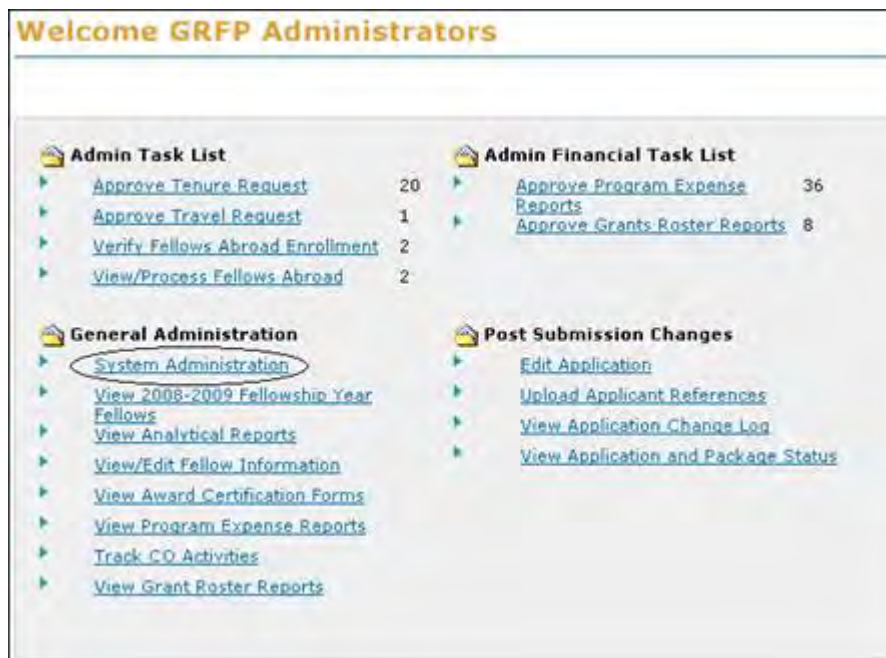 Welcome GRFP Administrators
Admin Task List
Approve Tenure Request 20
Approve Travel Request 1
Verify Fellows Abroad Enrollment 2
View/Process Fellows Abroad 2
Admin Financial Task List
Approve Program Expense 36
Reports
Approve Grants Roster Reports 8
General Administration
System Administration
View 2008-2009 Fellowship Year
Fellows
View Analytical Reports
View/Edit Fellow Information
View Award Certification Forms
View Program Expense Reports
Track CO Activities
View Grant Roster Reports
Post Submission Changes
Edit Application
Upload Applicant References
View Application Change Log
View Application and Package Status